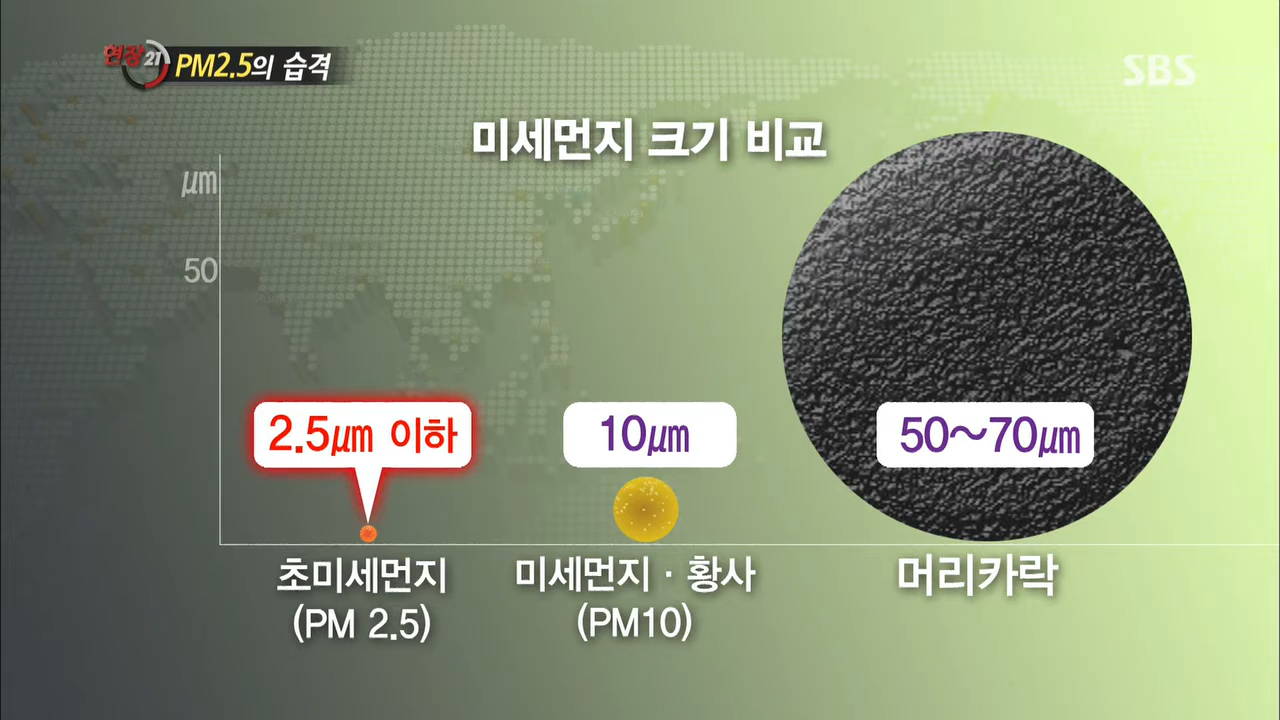 현장21 PM2.5의 습격
SBS
미세먼지 크기 비교
㎛
50
2.5㎛ 이하
10㎛
50~70㎛
초미세먼지
(PM 2.5)
미세먼지 · 황사
(PM10)
머리카락